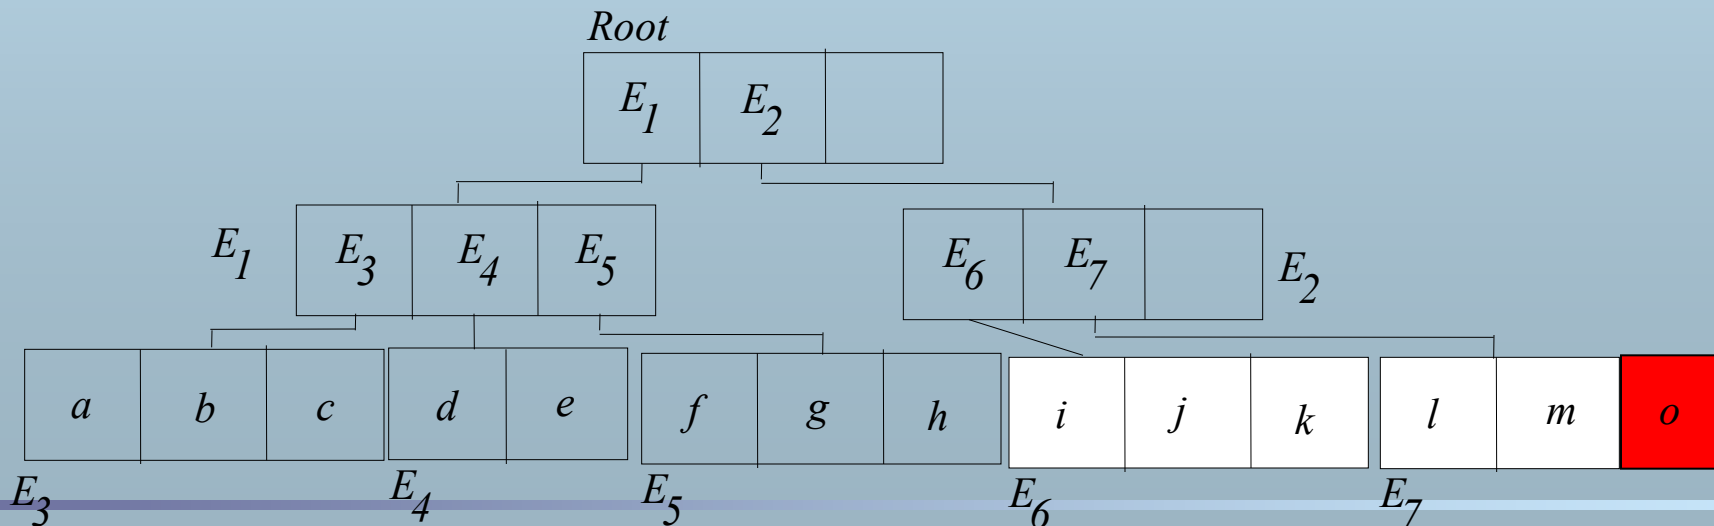 Root
E1 E2
E1 E3 E4 E5 E6 E7 E2
a b c d e f g h i j k l m o
E3 E4 E5 E6 E7